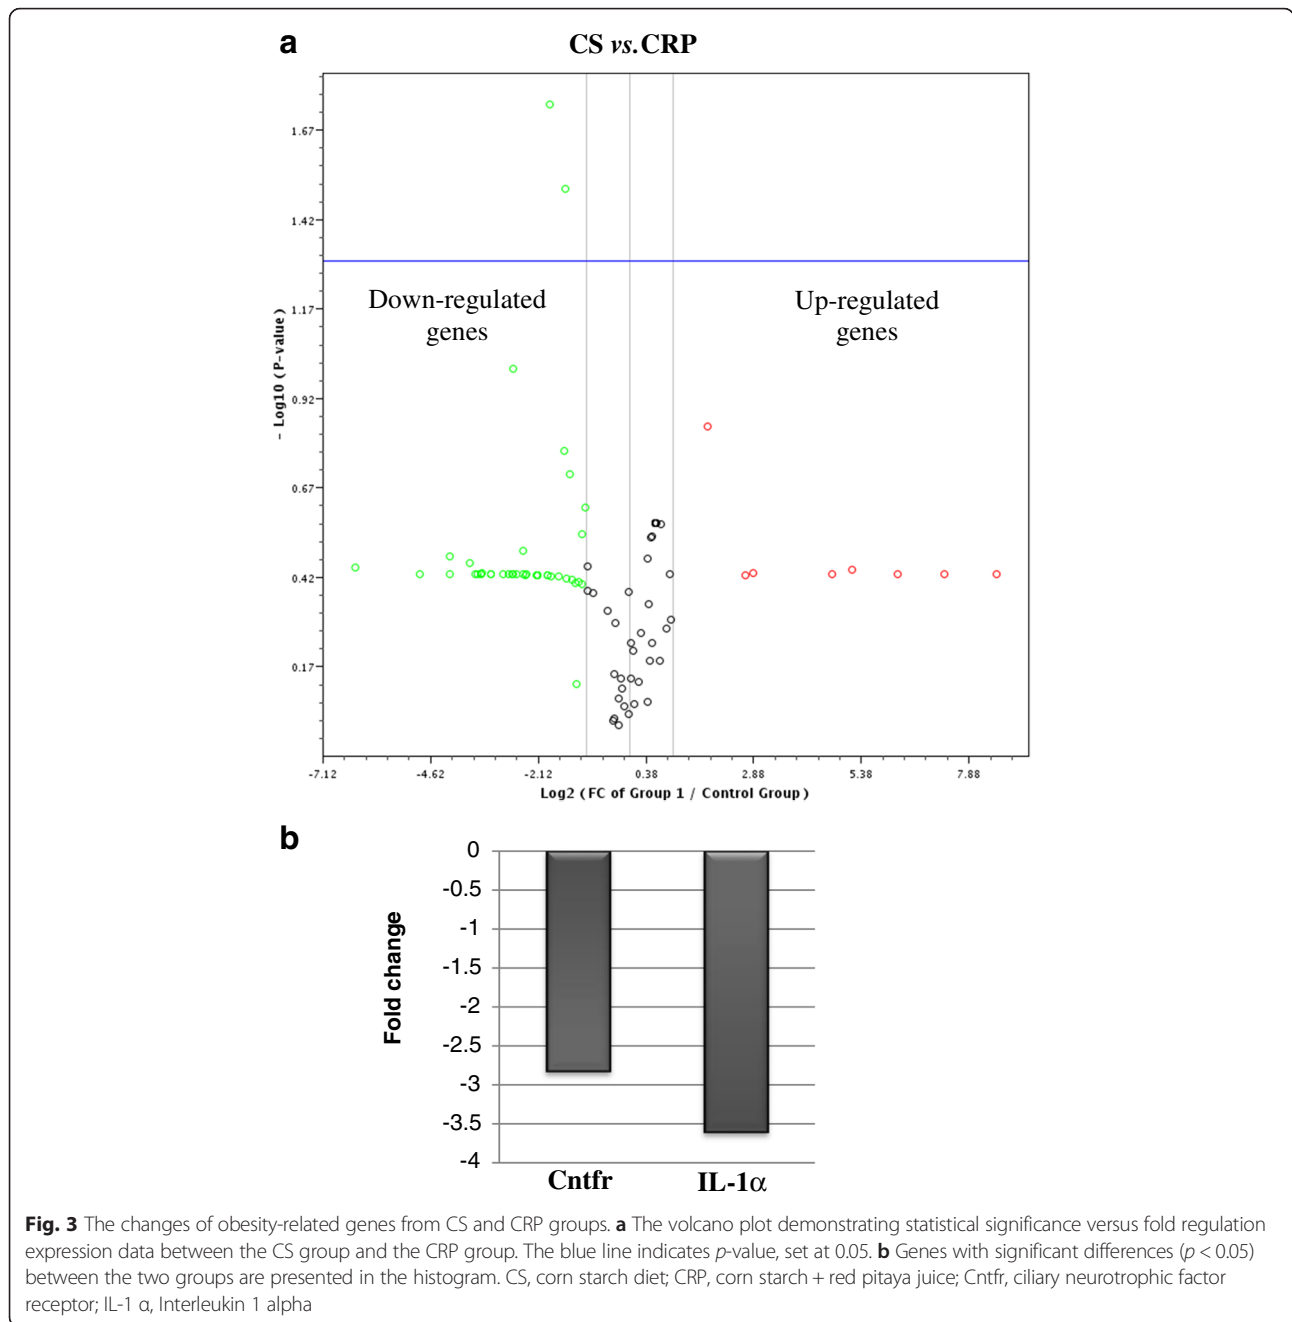 a
CS vs. CRP
1.67
1.42
1.17
0.92
0.67
0.42
0.17
- Log10 (P-value)
Down-regulated
genes
Up-regulated
genes
-7.12 -4.62 -2.12 0.38 2.88 5.38 7.88
Log2 (FC of Group 1 / Control Group)
b
0
-0.5
-1
-1.5
-2
-2.5
-3
-3.5
-4
Fold change
Cntfr IL-1α
Fig. 3 The changes of obesity-related genes from CS and CRP groups. a The volcano plot demonstrating statistical significance versus fold regulation
expression data between the CS group and the CRP group. The blue line indicates p-value, set at 0.05. b Genes with significant differences (p < 0.05)
between the two groups are presented in the histogram. CS, corn starch diet; CRP, corn starch + red pitaya juice; Cntfr, ciliary neurotrophic factor
receptor; IL-1 α, Interleukin 1 alpha